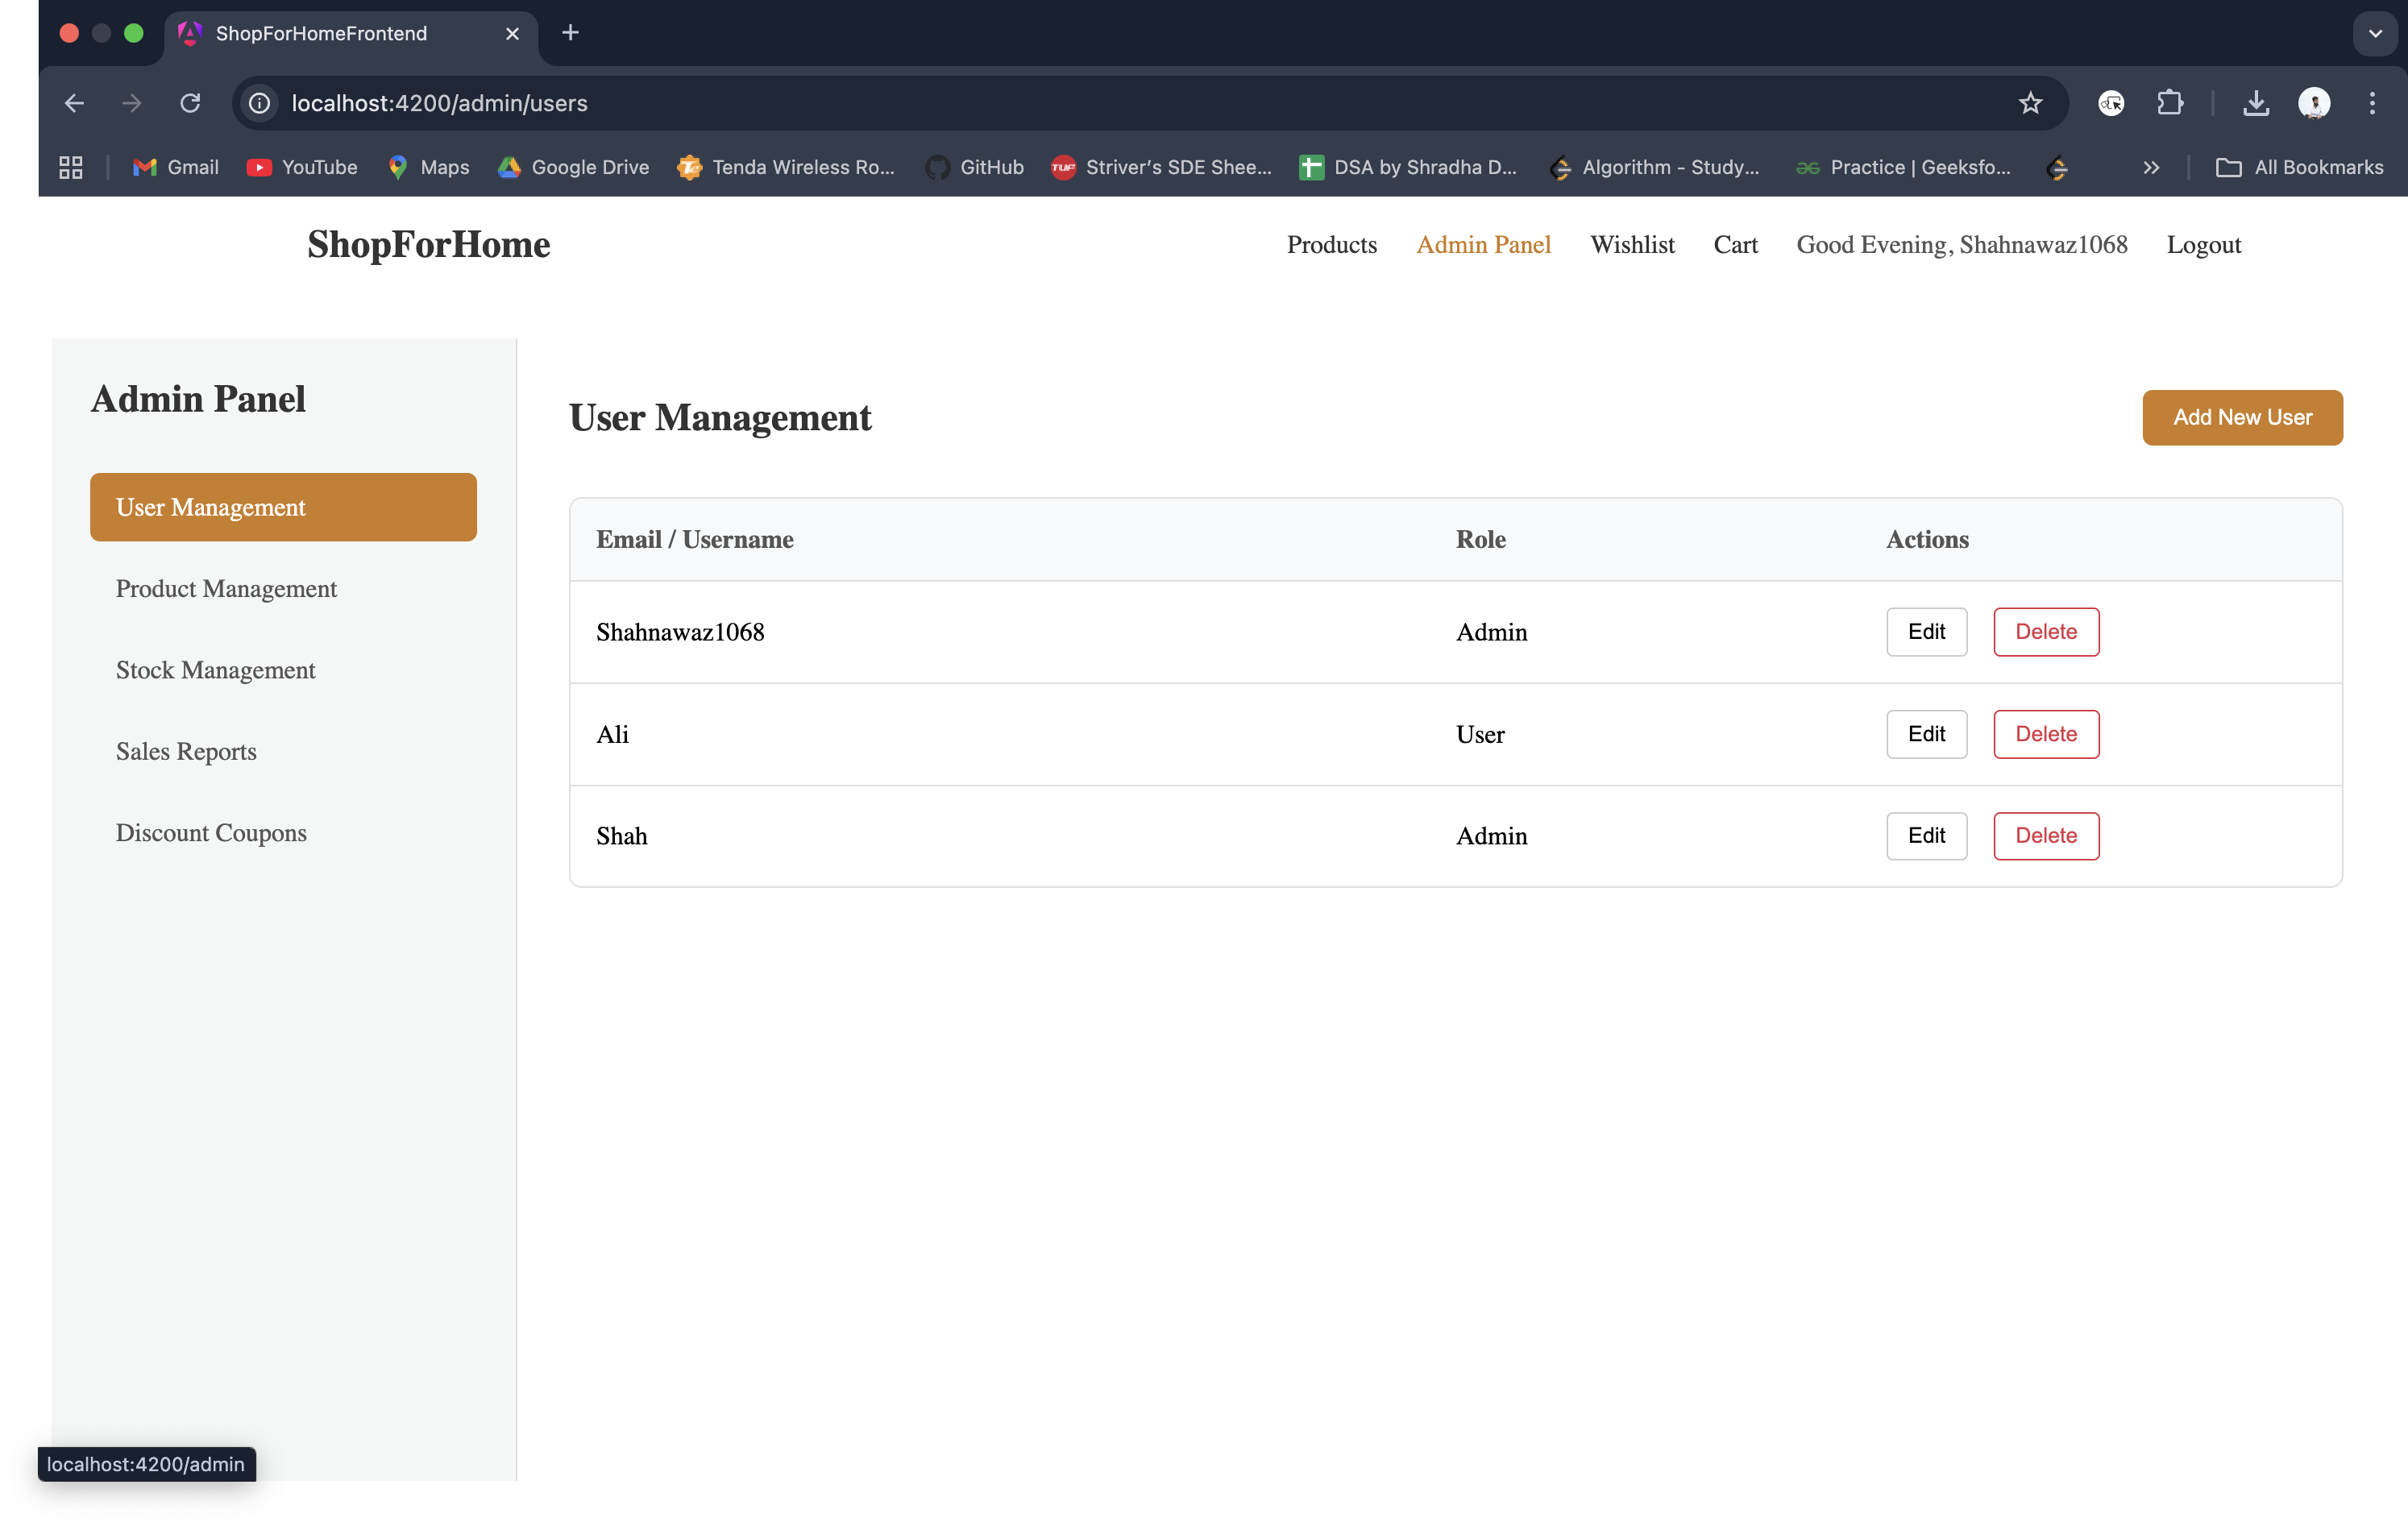 ShopForHomeFrontend
localhost:4200/admin/users
Gmail YouTube Maps Google Drive Tenda Wireless Ro... GitHub Striver’s SDE Shee... DSA by Shradha D... Algorithm - Study... Practice | Geeksfo... All Bookmarks
ShopForHome Products Admin Panel Wishlist Cart Good Evening, Shahnawaz1068 Logout
Admin Panel
User Management
Product Management
Stock Management
Sales Reports
Discount Coupons
User Management Add New User
Email / Username Role Actions
Shahnawaz1068 Admin Edit Delete
Ali User Edit Delete
Shah Admin Edit Delete
localhost:4200/admin